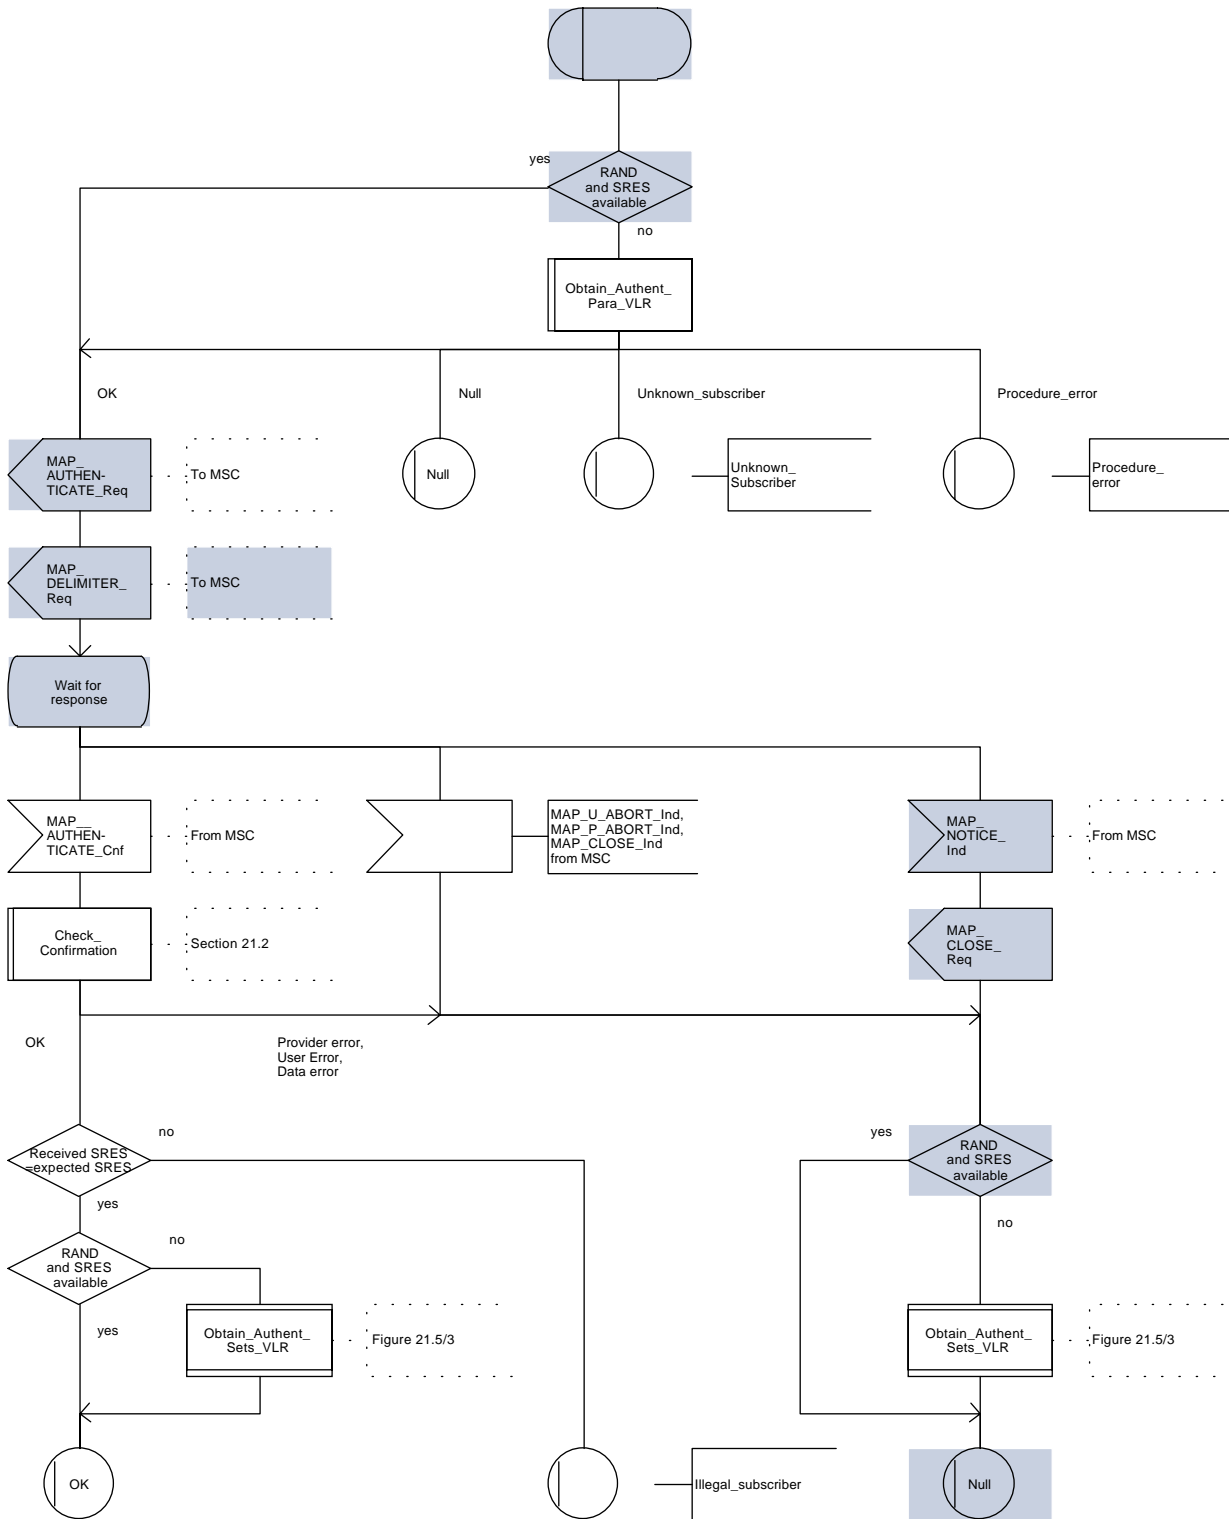 yes
RAND
and SRES
available
no
Obtain_Authent_
Para_VLR
OK
Null
Unknown_subscriber
Procedure_error
MAP_
AUTHEN-
TICATE_Req
To MSC
Null
Unknown_
Subscriber
Procedure_
error
MAP_
DELIMITER_
Req
To MSC
Wait for
response
MAP__
AUTHEN-
TICATE_Cnf
From MSC
MAP_U_ABORT_Ind,
MAP_P_ABORT_Ind,
MAP_CLOSE_Ind
from MSC
MAP_
NOTICE_
Ind
From MSC
Check_
Confirmation
Section 21.2
MAP_
CLOSE_
Req
OK
Provider error,
User Error,
Data error
no
Received SRES
=expected SRES
yes
yes
RAND
and SRES
available
no
no
RAND
and SRES
available
yes
Obtain_Authent_
Sets_VLR
Figure 21.5/3
Obtain_Authent_
Sets_VLR
Figure 21.5/3
OK
Illegal_subscriber
Null